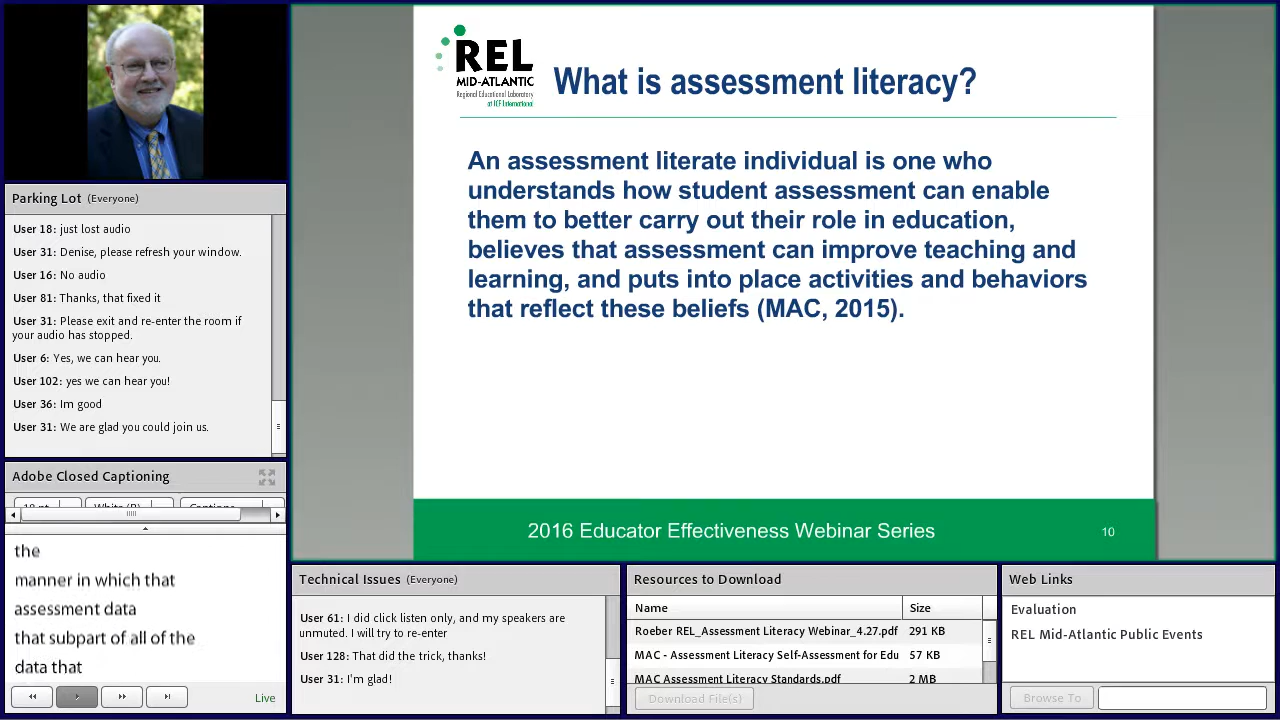 REL
MID-ATLANTIC
Regional Educational Laboratory
at ICF International
What is assessment literacy?
An assessment literate individual is one who
understands how student assessment can enable
them to better carry out their role in education,
believes that assessment can improve teaching and
learning, and puts into place activities and behaviors
that reflect these beliefs (MAC, 2015).
2016 Educator Effectiveness Webinar Series
10
Parking Lot (Everyone)
User 18: just lost audio
User 31: Denise, please refresh your window.
User 16: No audio
User 81: Thanks, that fixed it
User 31: Please exit and re-enter the room if
your audio has stopped.
User 6: Yes, we can hear you.
User 102: yes we can hear you!
User 36: Im good
User 31: We are glad you could join us.
Adobe Closed Captioning
the
manner in which that
assessment data
that subpart of all of the
data that
Live
Technical Issues (Everyone)
User 61: I did click listen only, and my speakers are
unmuted. I will try to re-enter
User 128: That did the trick, thanks!
User 31: I'm glad!
Resources to Download
Name Size
Roeber REL_Assessment Literacy Webinar_4.27.pdf 291 KB
MAC - Assessment Literacy Self-Assessment for Edu 57 KB
MAC Assessment Literacy Standards.pdf 2 MB
Download File(s)
Web Links
Evaluation
REL Mid-Atlantic Public Events
Browse To